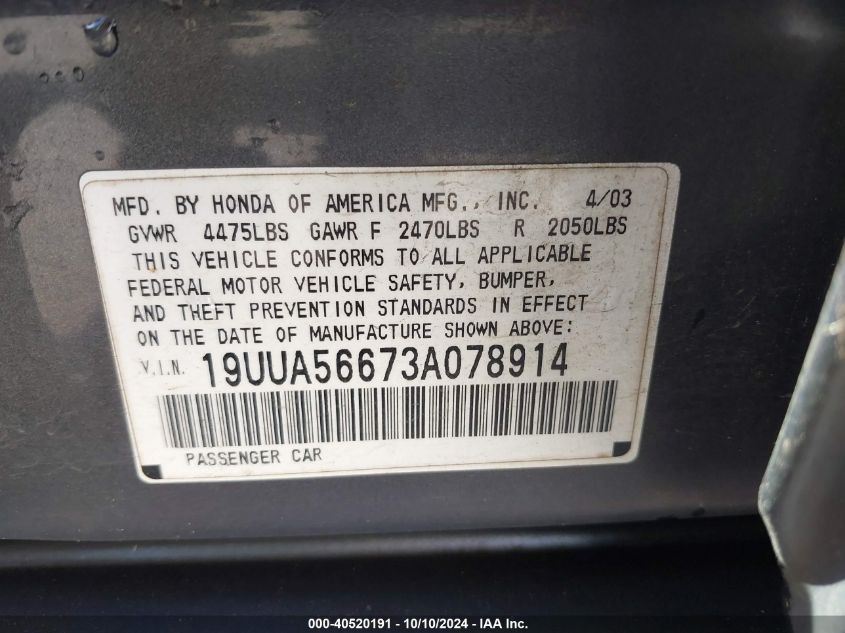 MFD. BY HONDA OF AMERICA MFG., INC. 4/03
GVWR 4475LBS GAWR F 2470LBS R 2050LBS
THIS VEHICLE CONFORMS TO ALL APPLICABLE
FEDERAL MOTOR VEHICLE SAFETY, BUMPER,
AND THEFT PREVENTION STANDARDS IN EFFECT
ON THE DATE OF MANUFACTURE SHOWN ABOVE:
V.I.N. 19UUA56673A078914
PASSENGER CAR
000-40520191 - 10/10/2024 - IAA Inc.